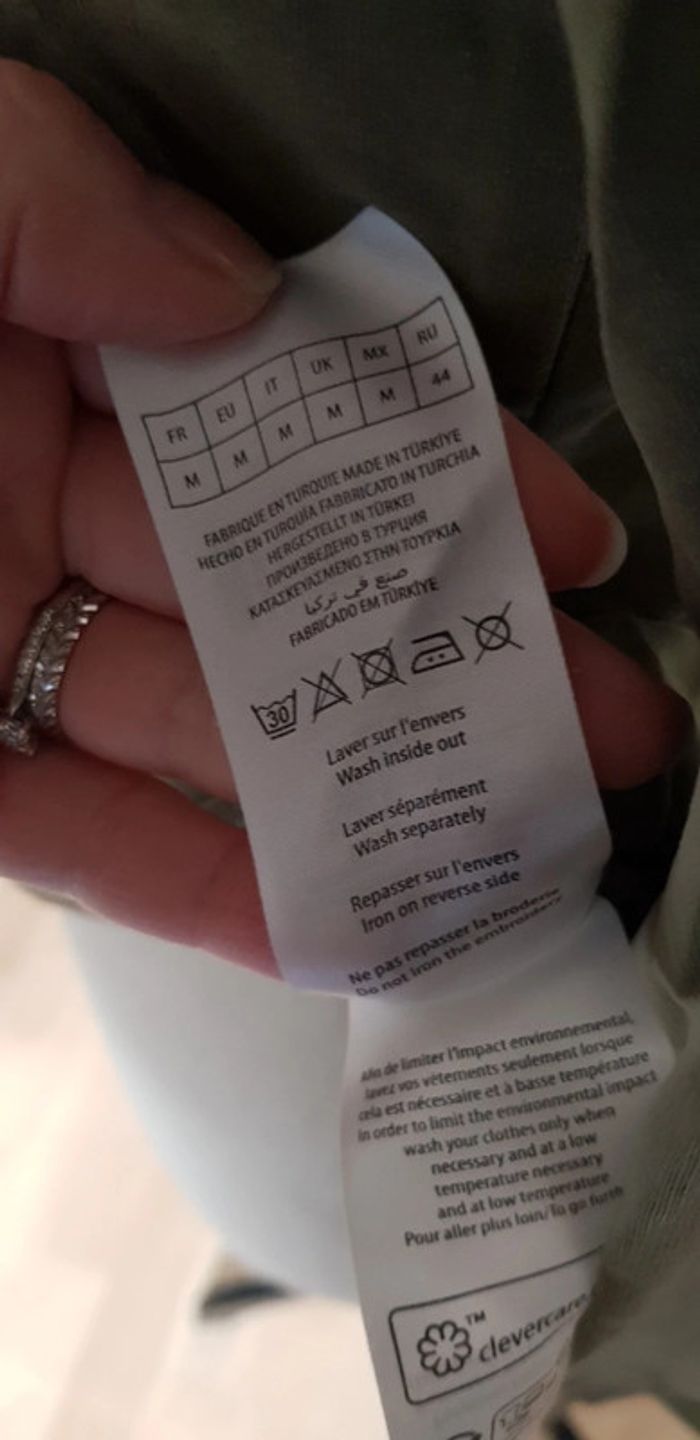 FR EU IT UK MX RU
M M M M M 44
FABRIQUE EN TURQUIE MADE IN TÜRKİYE
HECHO EN TURQUÍA FABBRICATO IN TURCHIA
HERGESTELLT IN TÜRKEI
ПРОИЗВЕДЕНО В ТУРЦИЯ
ΚΑΤΑΣΚΕΥΑΣΜΕΝΟ ΣΤΗΝ ΤΟΥΡΚΙΑ
صنع في تركيا
FABRICADO EM TÜRKİYE
30
Laver sur l'envers
Wash inside out
Laver séparément
Wash separately
Repasser sur l'envers
Iron on reverse side
Ne pas repasser la broderie
Do not iron the embroidery
Afin de limiter l'impact environnemental,
lavez vos vêtements seulement lorsque
cela est nécessaire et à basse température
In order to limit the environmental impact
wash your clothes only when
necessary and at a low
temperature necessary
and at low temperature
Pour aller plus loin/To go further
clevercare ™